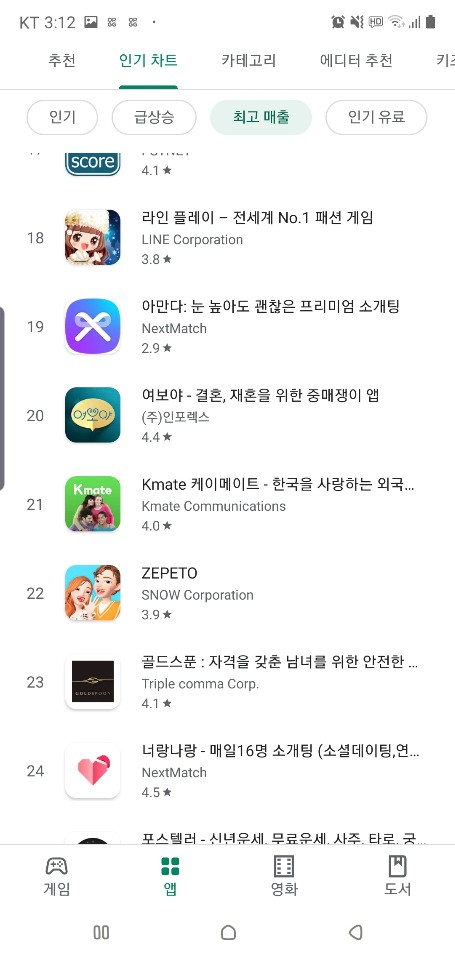 KT 3:12
추천
인기 차트
카테고리
에디터 추천
키즈
인기
급상승
최고 매출
인기 유료
score
4.1 ★
18
라인 플레이 – 전세계 No.1 패션 게임
LINE Corporation
3.8 ★
19
아만다: 눈 높아도 괜찮은 프리미엄 소개팅
NextMatch
2.9 ★
20
여보야
여보야 - 결혼, 재혼을 위한 중매쟁이 앱
(주)인포렉스
4.4 ★
21
Kmate
Kmate 케이메이트 - 한국을 사랑하는 외국...
Kmate Communications
4.0 ★
22
ZEPETO
SNOW Corporation
3.9 ★
23
GOLDSPOON
골드스푼 : 자격을 갖춘 남녀를 위한 안전한 ...
Triple comma Corp.
4.1 ★
24
너랑나랑 - 매일16명 소개팅 (소셜데이팅,연...
NextMatch
4.5 ★
포스텔러 - 신년운세, 무료운세, 사주, 타로, 궁...
게임
앱
영화
도서